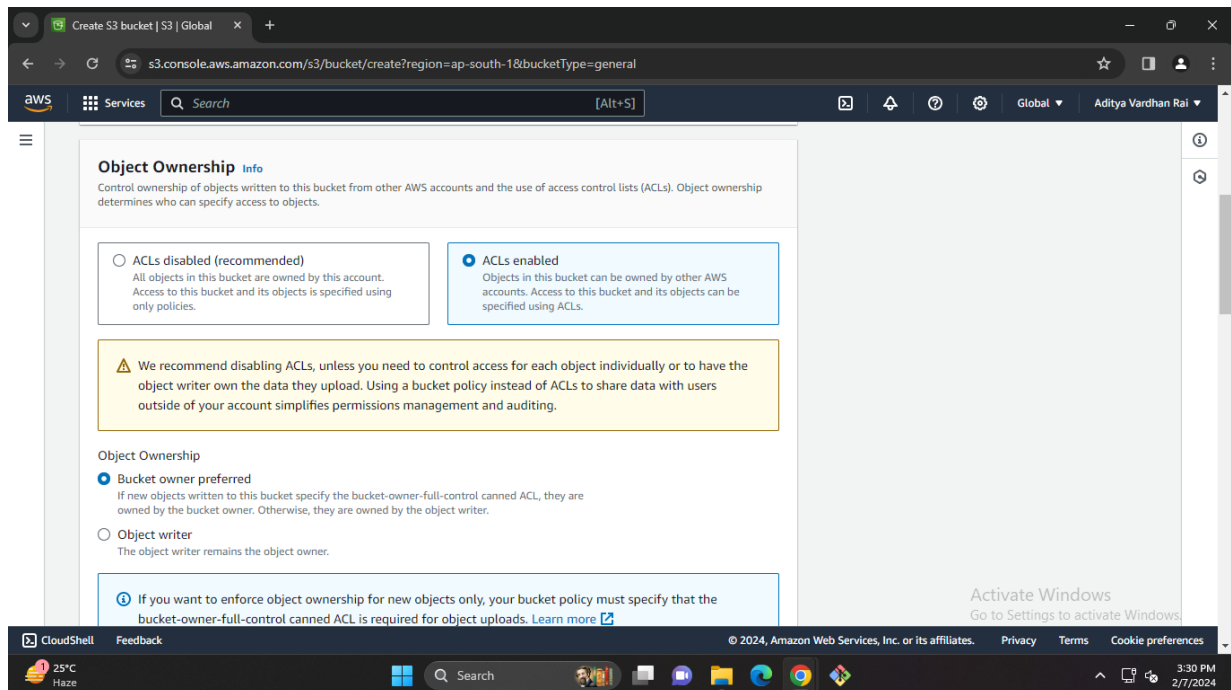 Create S3 bucket | S3 | Global
s3.console.aws.amazon.com/s3/bucket/create?region=ap-south-1&bucketType=general
aws
Services
Search
[Alt+S]
Global
Aditya Vardhan Rai
Object Ownership Info
Control ownership of objects written to this bucket from other AWS accounts and the use of access control lists (ACLs). Object ownership
determines who can specify access to objects.
ACLs disabled (recommended)
All objects in this bucket are owned by this account.
Access to this bucket and its objects is specified using
only policies.
ACLs enabled
Objects in this bucket can be owned by other AWS
accounts. Access to this bucket and its objects can be
specified using ACLs.
We recommend disabling ACLs, unless you need to control access for each object individually or to have the
object writer own the data they upload. Using a bucket policy instead of ACLs to share data with users
outside of your account simplifies permissions management and auditing.
Object Ownership
Bucket owner preferred
If new objects written to this bucket specify the bucket-owner-full-control canned ACL, they are
owned by the bucket owner. Otherwise, they are owned by the object writer.
Object writer
The object writer remains the object owner.
If you want to enforce object ownership for new objects only, your bucket policy must specify that the
bucket-owner-full-control canned ACL is required for object uploads. Learn more
Activate Windows
Go to Settings to activate Windows.
CloudShell
Feedback
© 2024, Amazon Web Services, Inc. or its affiliates.
Privacy
Terms
Cookie preferences
1
25°C
Haze
Search
3:30 PM
2/7/2024